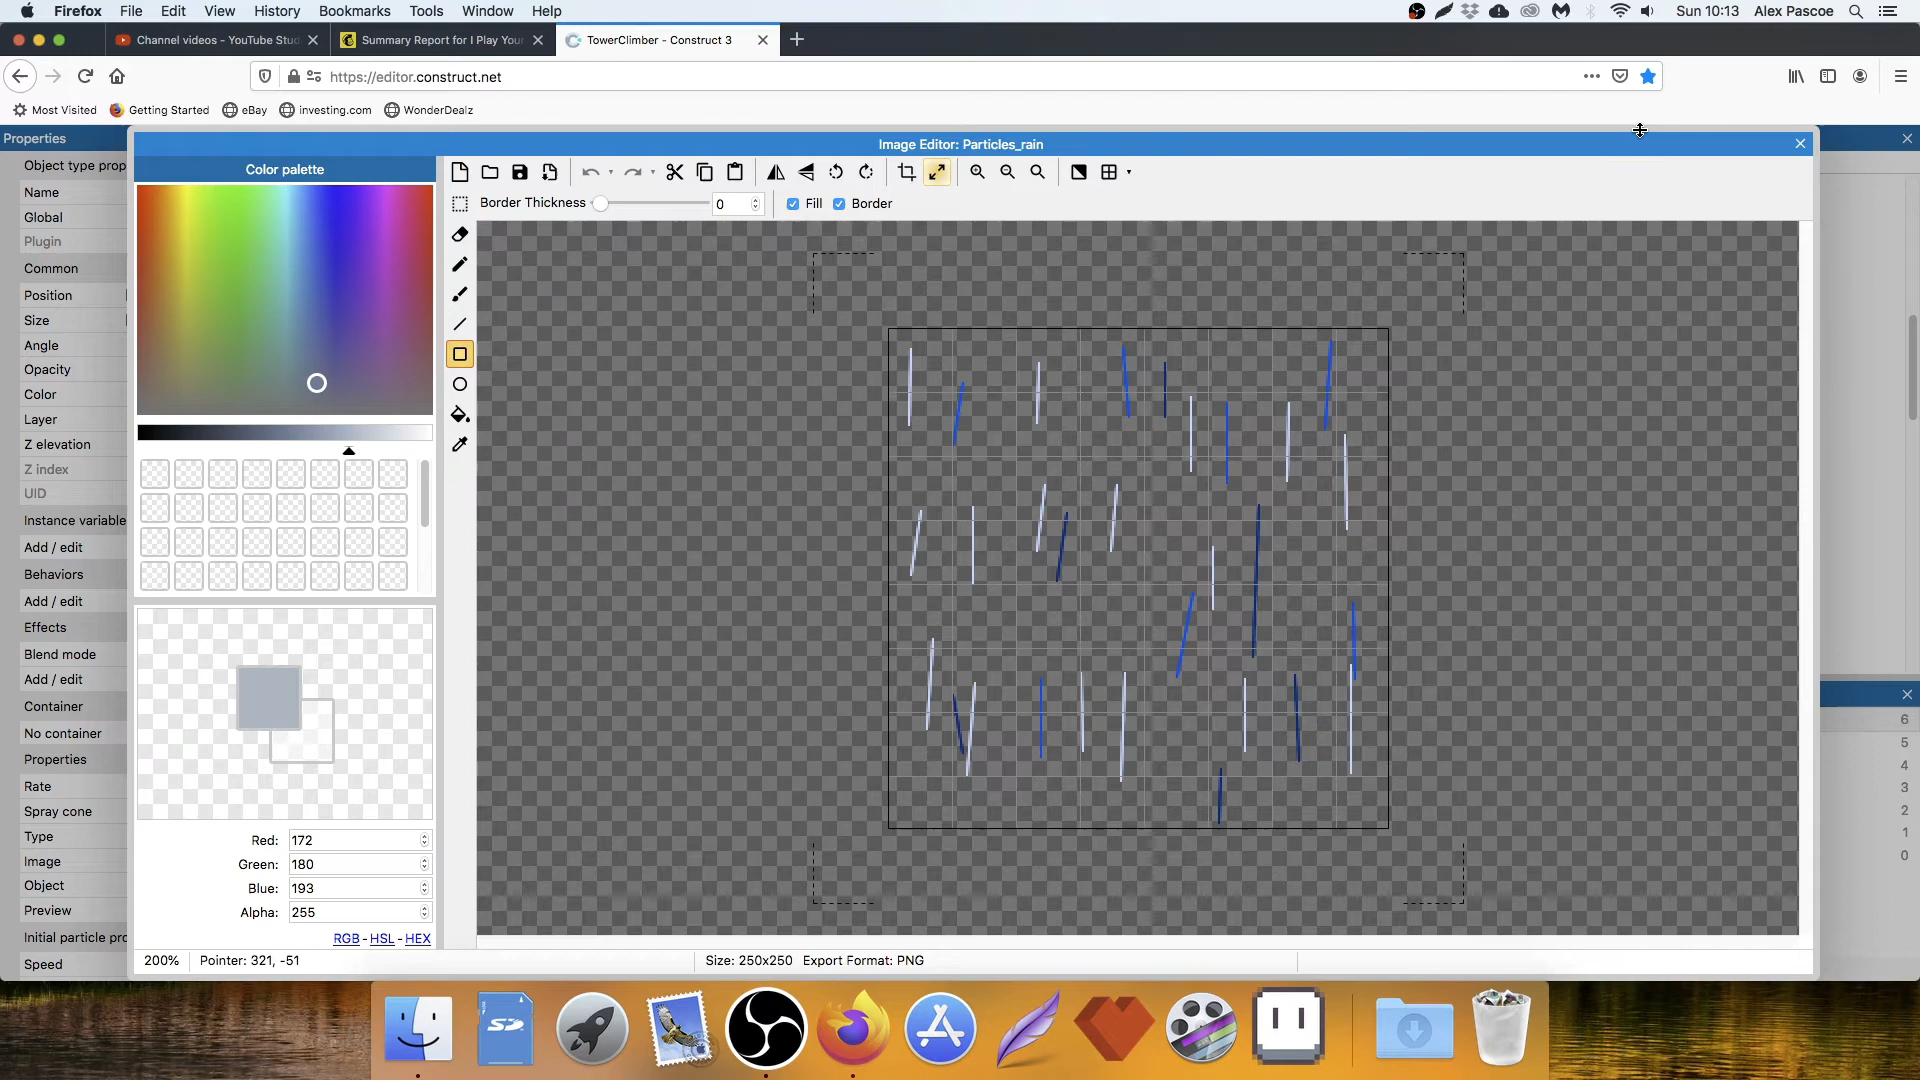 Firefox File Edit View History Bookmarks Tools Window Help Sun 10:13 Alex Pascoe
Channel videos - YouTube Stud Summary Report for I Play Your TowerClimber - Construct 3
https://editor.construct.net
Most Visited Getting Started eBay investing.com WonderDealz
Properties
Image Editor: Particles_rain
Color palette
Border Thickness 0 Fill Border
Object type prop
Name
Global
Plugin
Common
Position
Size
Angle
Opacity
Color
Layer
Z elevation
Z index
UID
Instance variable
Add / edit
Behaviors
Add / edit
Effects
Blend mode
Add / edit
Container
No container
Properties
Rate
Spray cone
Type
Image
Object
Preview
Initial particle pro
Speed
Red: 172
Green: 180
Blue: 193
Alpha: 255
RGB - HSL - HEX
200% Pointer: 321, -51 Size: 250x250 Export Format: PNG
6
5
4
3
2
1
0
SD